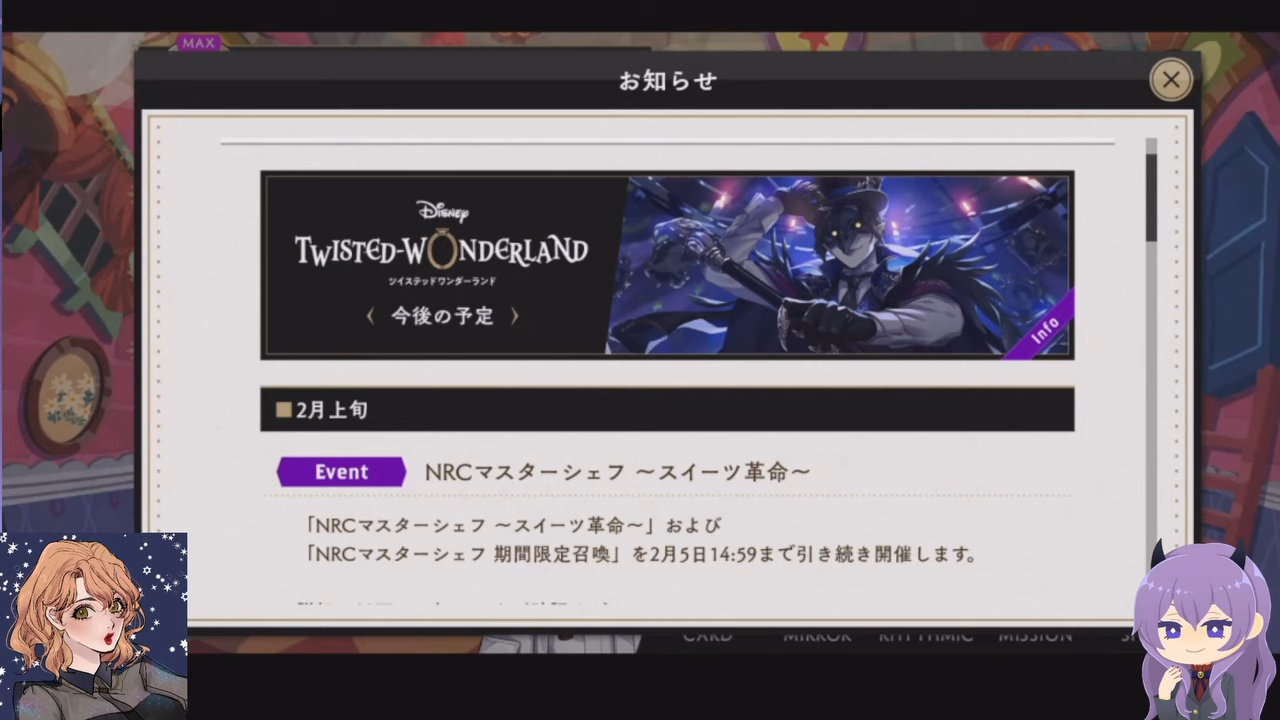 MAX
お知らせ
Disney
TWISTED-WONDERLAND
ツイステッドワンダーランド
〈 今後の予定 〉
Info
■2月上旬
Event
NRCマスターシェフ ～スイーツ革命～
「NRCマスターシェフ ～スイーツ革命～」および
「NRCマスターシェフ 期間限定召喚」を2月5日14:59まで引き続き開催します。
CARD MIRROR RHYTHMIC MISSION